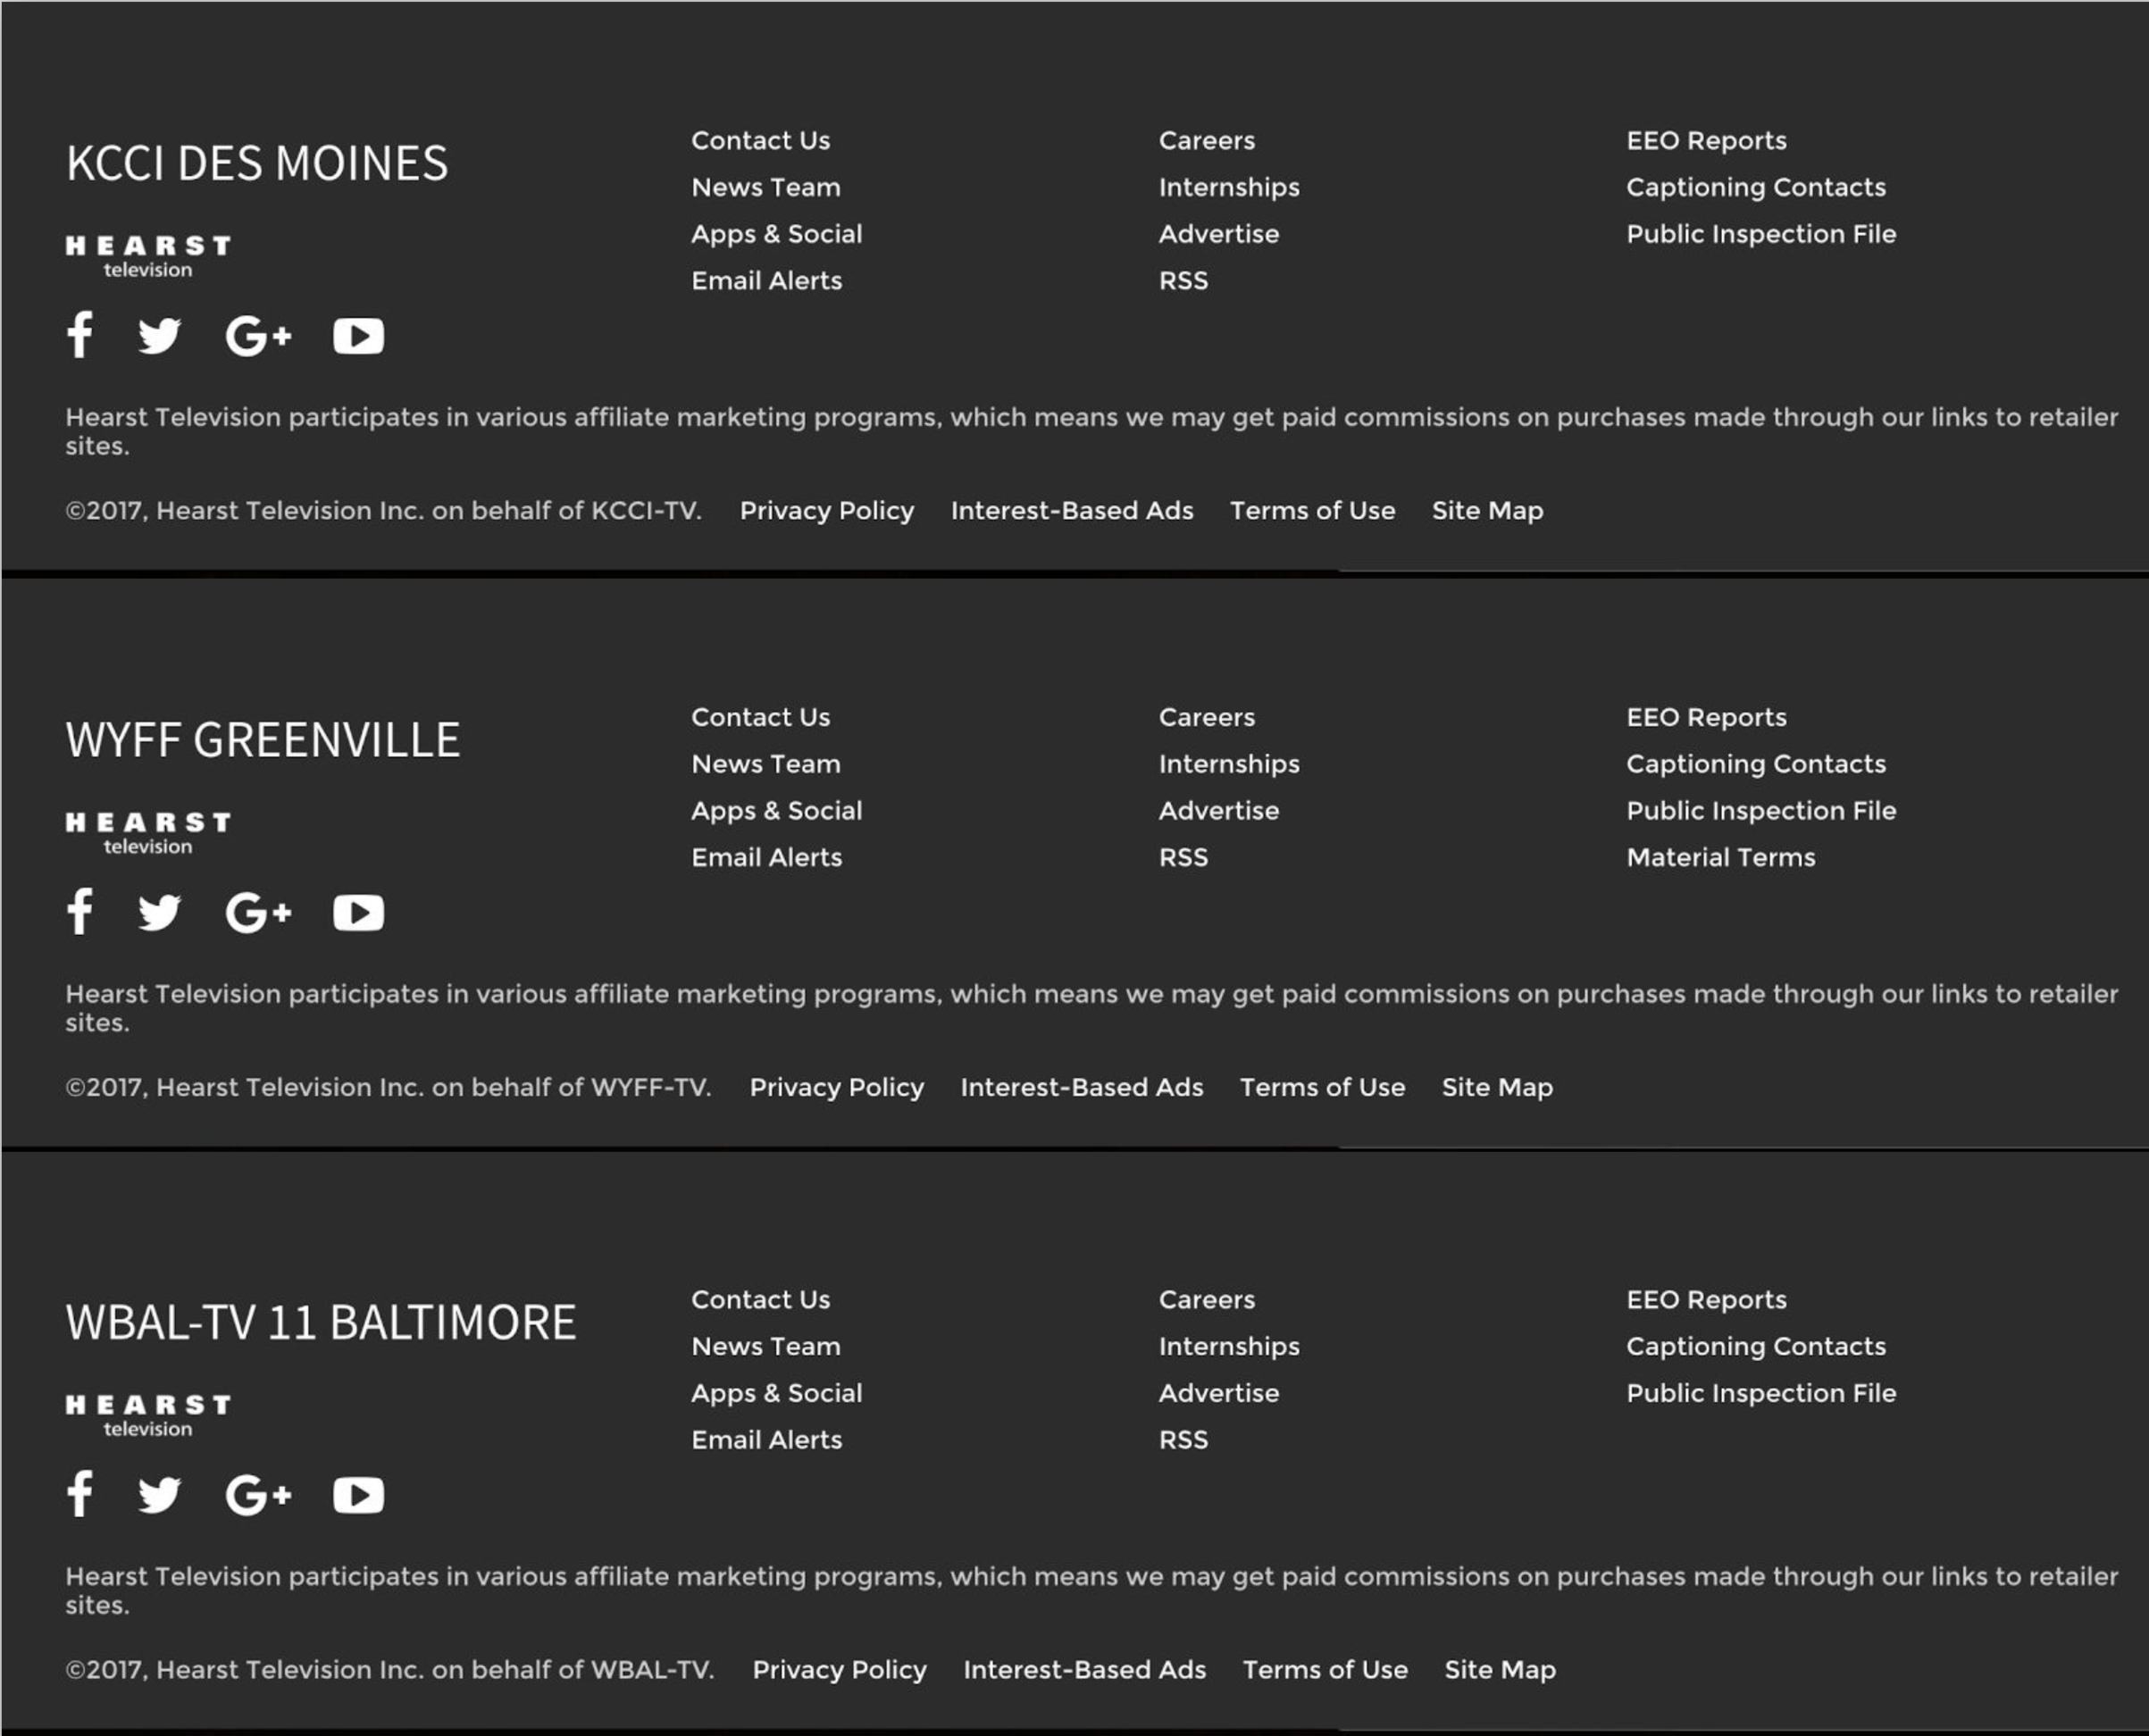 KCCI DES MOINES
HEARST
television
Contact Us
News Team
Apps & Social
Email Alerts
Careers
Internships
Advertise
RSS
EEO Reports
Captioning Contacts
Public Inspection File
Hearst Television participates in various affiliate marketing programs, which means we may get paid commissions on purchases made through our links to retailer
sites.
©2017, Hearst Television Inc. on behalf of KCCI-TV. Privacy Policy Interest-Based Ads Terms of Use Site Map
WYFF GREENVILLE
HEARST
television
Contact Us
News Team
Apps & Social
Email Alerts
Careers
Internships
Advertise
RSS
EEO Reports
Captioning Contacts
Public Inspection File
Material Terms
Hearst Television participates in various affiliate marketing programs, which means we may get paid commissions on purchases made through our links to retailer
sites.
©2017, Hearst Television Inc. on behalf of WYFF-TV. Privacy Policy Interest-Based Ads Terms of Use Site Map
WBAL-TV 11 BALTIMORE
HEARST
television
Contact Us
News Team
Apps & Social
Email Alerts
Careers
Internships
Advertise
RSS
EEO Reports
Captioning Contacts
Public Inspection File
Hearst Television participates in various affiliate marketing programs, which means we may get paid commissions on purchases made through our links to retailer
sites.
©2017, Hearst Television Inc. on behalf of WBAL-TV. Privacy Policy Interest-Based Ads Terms of Use Site Map